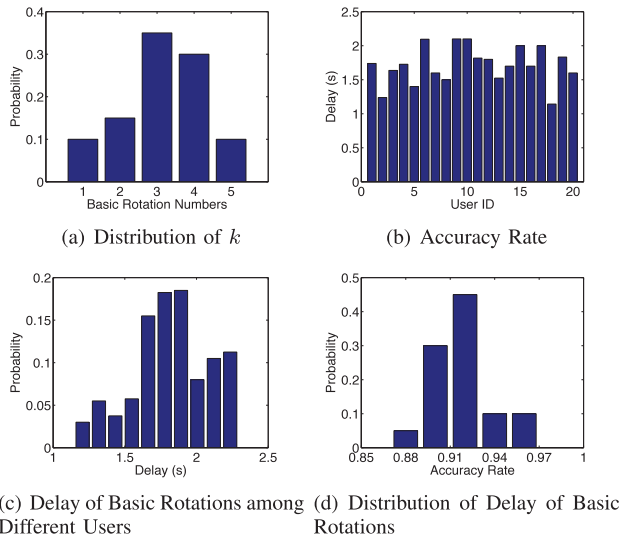 0.4
0.3
0.2
0.1
0
Probability
1 2 3 4 5
Basic Rotation Numbers
(a) Distribution of k
2.5
2
1.5
1
0.5
0
Delay (s)
0 5 10 15 20
User ID
(b) Accuracy Rate
0.2
0.15
0.1
0.05
0
Probability
1 1.5 2 2.5
Delay (s)
(c) Delay of Basic Rotations among
Different Users
0.5
0.4
0.3
0.2
0.1
0
Probability
0.85 0.88 0.91 0.94 0.97 1
Accuracy Rate
(d) Distribution of Delay of Basic
Rotations